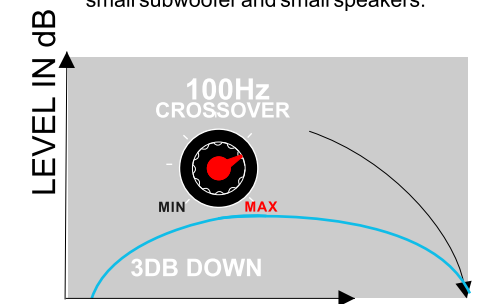 small subwoofer and small speakers.
LEVEL IN dB
100Hz
CROSSOVER
MIN
MAX
3DB DOWN